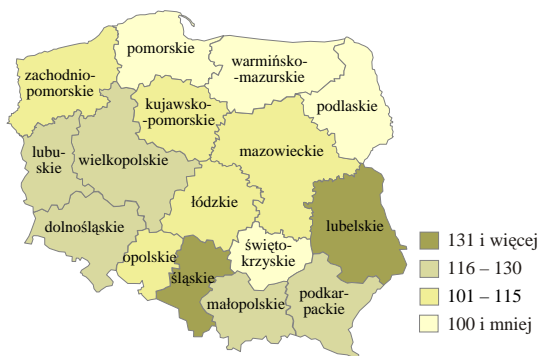 pomorskie
warmińsko-
-mazurskie
zachodnio-
pomorskie
podlaskie
kujawsko-
-pomorskie
lubu-
skie
wielkopolskie
mazowieckie
łódzkie
dolnośląskie
lubelskie
opolskie
śląskie
święto-
krzyskie
małopolskie
podkar-
packie
131 i więcej
116 – 130
101 – 115
100 i mniej